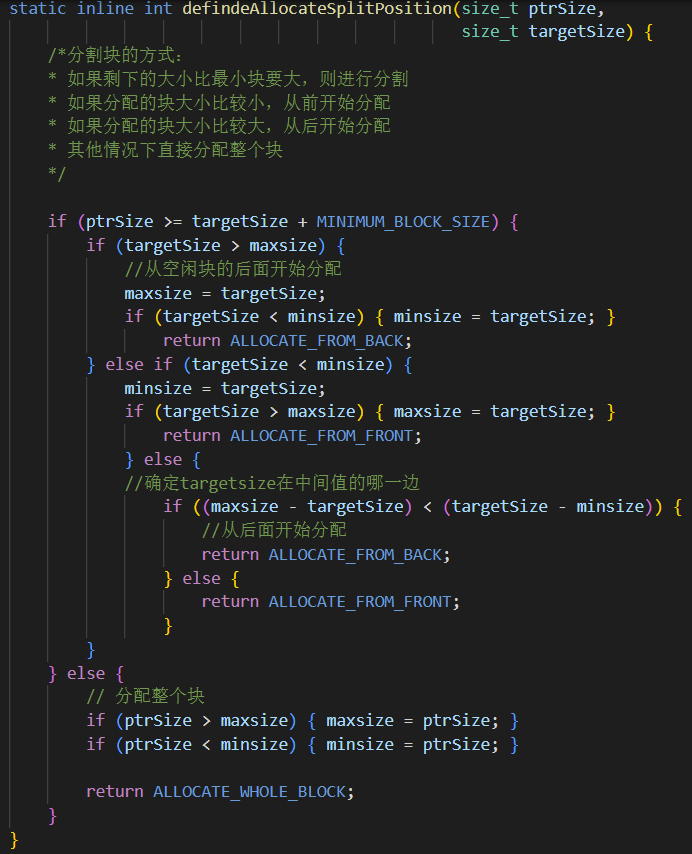 static inline int defindeAllocateSplitPosition(size_t ptrSize,
size_t targetSize) {
/*分割块的方式：
* 如果剩下的大小比最小块要大，则进行分割
* 如果分配的块大小比较小，从前开始分配
* 如果分配的块大小比较大，从后开始分配
* 其他情况下直接分配整个块
*/
if (ptrSize >= targetSize + MINIMUM_BLOCK_SIZE) {
if (targetSize > maxsize) {
//从空闲块的后面开始分配
maxsize = targetSize;
if (targetSize < minsize) { minsize = targetSize; }
return ALLOCATE_FROM_BACK;
} else if (targetSize < minsize) {
minsize = targetSize;
if (targetSize > maxsize) { maxsize = targetSize; }
return ALLOCATE_FROM_FRONT;
} else {
//确定targetsize在中间值的哪一边
if ((maxsize - targetSize) < (targetSize - minsize)) {
//从后面开始分配
return ALLOCATE_FROM_BACK;
} else {
return ALLOCATE_FROM_FRONT;
}
}
} else {
// 分配整个块
if (ptrSize > maxsize) { maxsize = ptrSize; }
if (ptrSize < minsize) { minsize = ptrSize; }
return ALLOCATE_WHOLE_BLOCK;
}
}